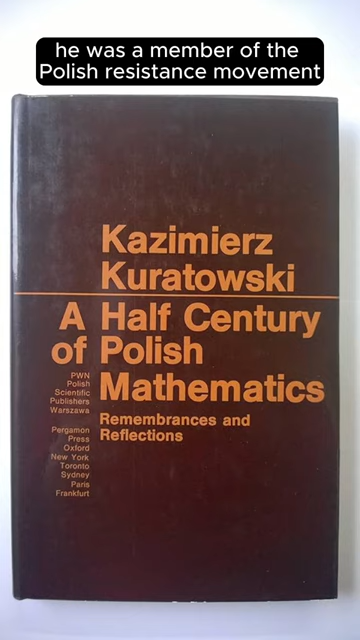 he was a member of the
Polish resistance movement
Kazimierz
Kuratowski
A Half Century
of Polish
Mathematics
Remembrances and
Reflections
PWN
Polish
Scientific
Publishers
Warszawa
Pergamon
Press
Oxford
New York
Toronto
Sydney
Paris
Frankfurt